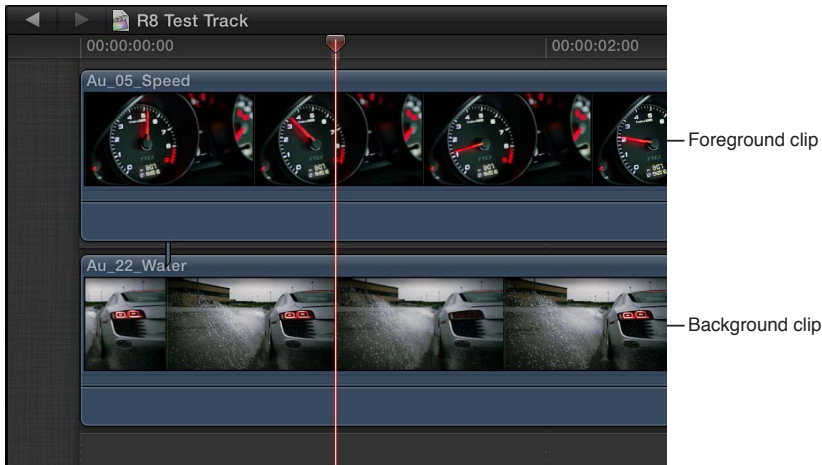 R8 Test Track
00:00:00:00
00:00:02:00
Au_05_Speed
Foreground clip
Au_22_Water
Background clip